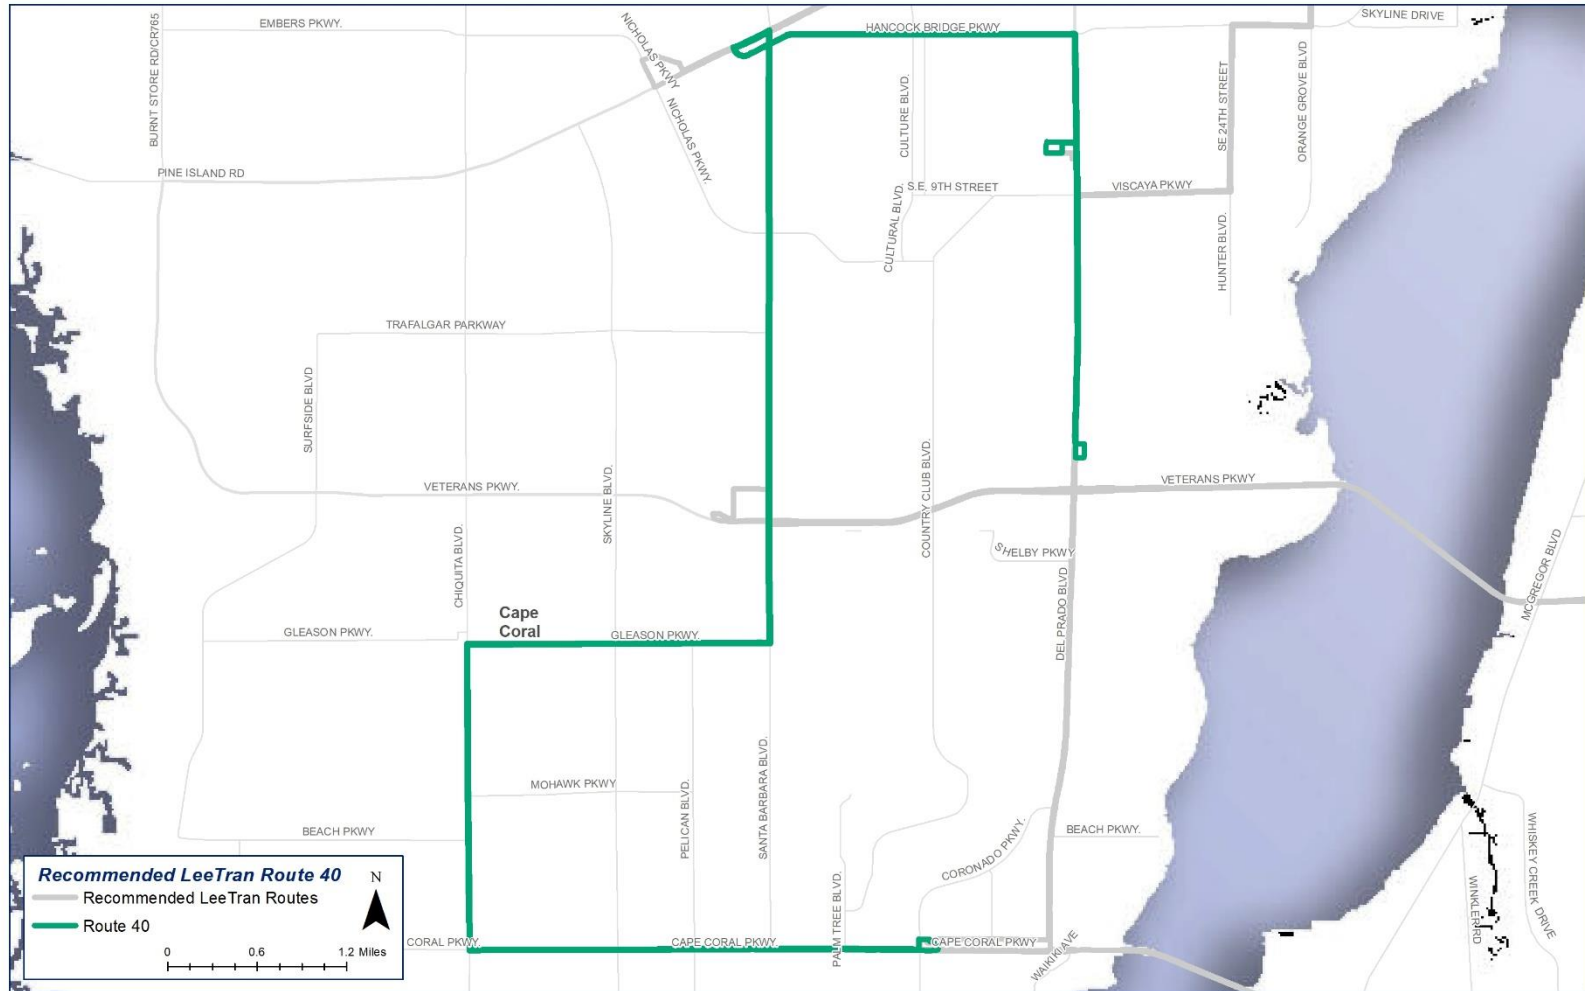 EMBERS PKWY.
NICHOLAS PKWY
HANCOCK BRIDGE PKWY
SKYLINE DRIVE
BURNT STORE RD/CR765
NICHOLAS PKWY.
CULTURE BLVD.
SE 24TH STREET
ORANGE GROVE BLVD
PINE ISLAND RD
S.E. 9TH STREET
VISCAYA PKWY
CULTURAL BLVD.
HUNTER BLVD.
TRAFALGAR PARKWAY
SURFSIDE BLVD
VETERANS PKWY.
SKYLINE BLVD.
COUNTRY CLUB BLVD.
VETERANS PKWY
CHIQUITA BLVD.
SHELBY PKWY
DEL PRADO BLVD
MCGREGOR BLVD
Cape
Coral
GLEASON PKWY.
GLEASON PKWY.
MOHAWK PKWY
PELICAN BLVD.
SANTA BARBARA BLVD.
BEACH PKWY
BEACH PKWY.
CORONADO PKWY.
PALM TREE BLVD.
WHISKEY CREEK DRIVE
WINKLER RD
CORAL PKWY.
CAPE CORAL PKWY.
CAPE CORAL PKWY
WAIKIKI AVE
Recommended LeeTran Route 40
N
Recommended LeeTran Routes
Route 40
0 0.6 1.2 Miles